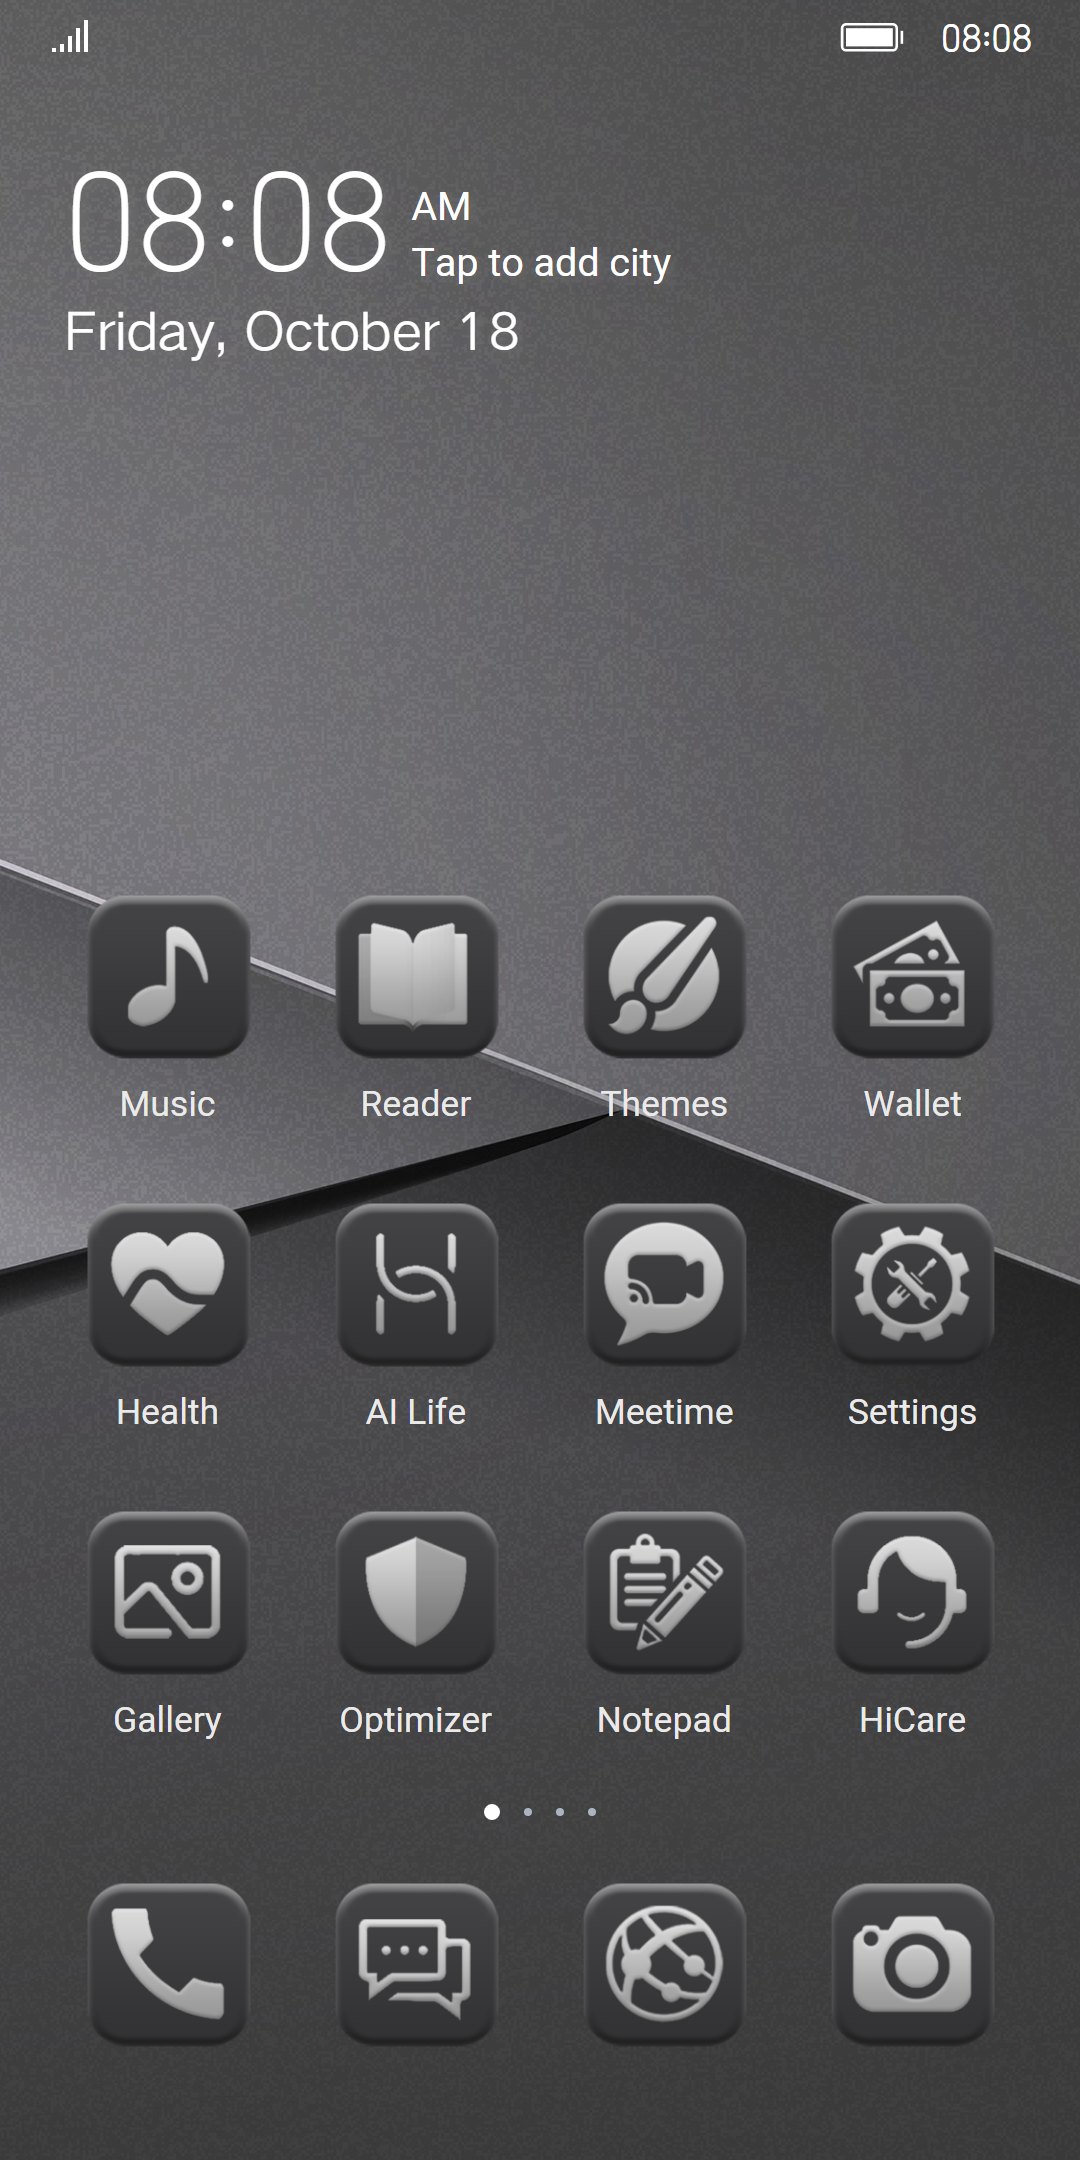 08:08
08:08 AM
Tap to add city
Friday, October 18
Music Reader Themes Wallet
Health AI Life Meetime Settings
Gallery Optimizer Notepad HiCare